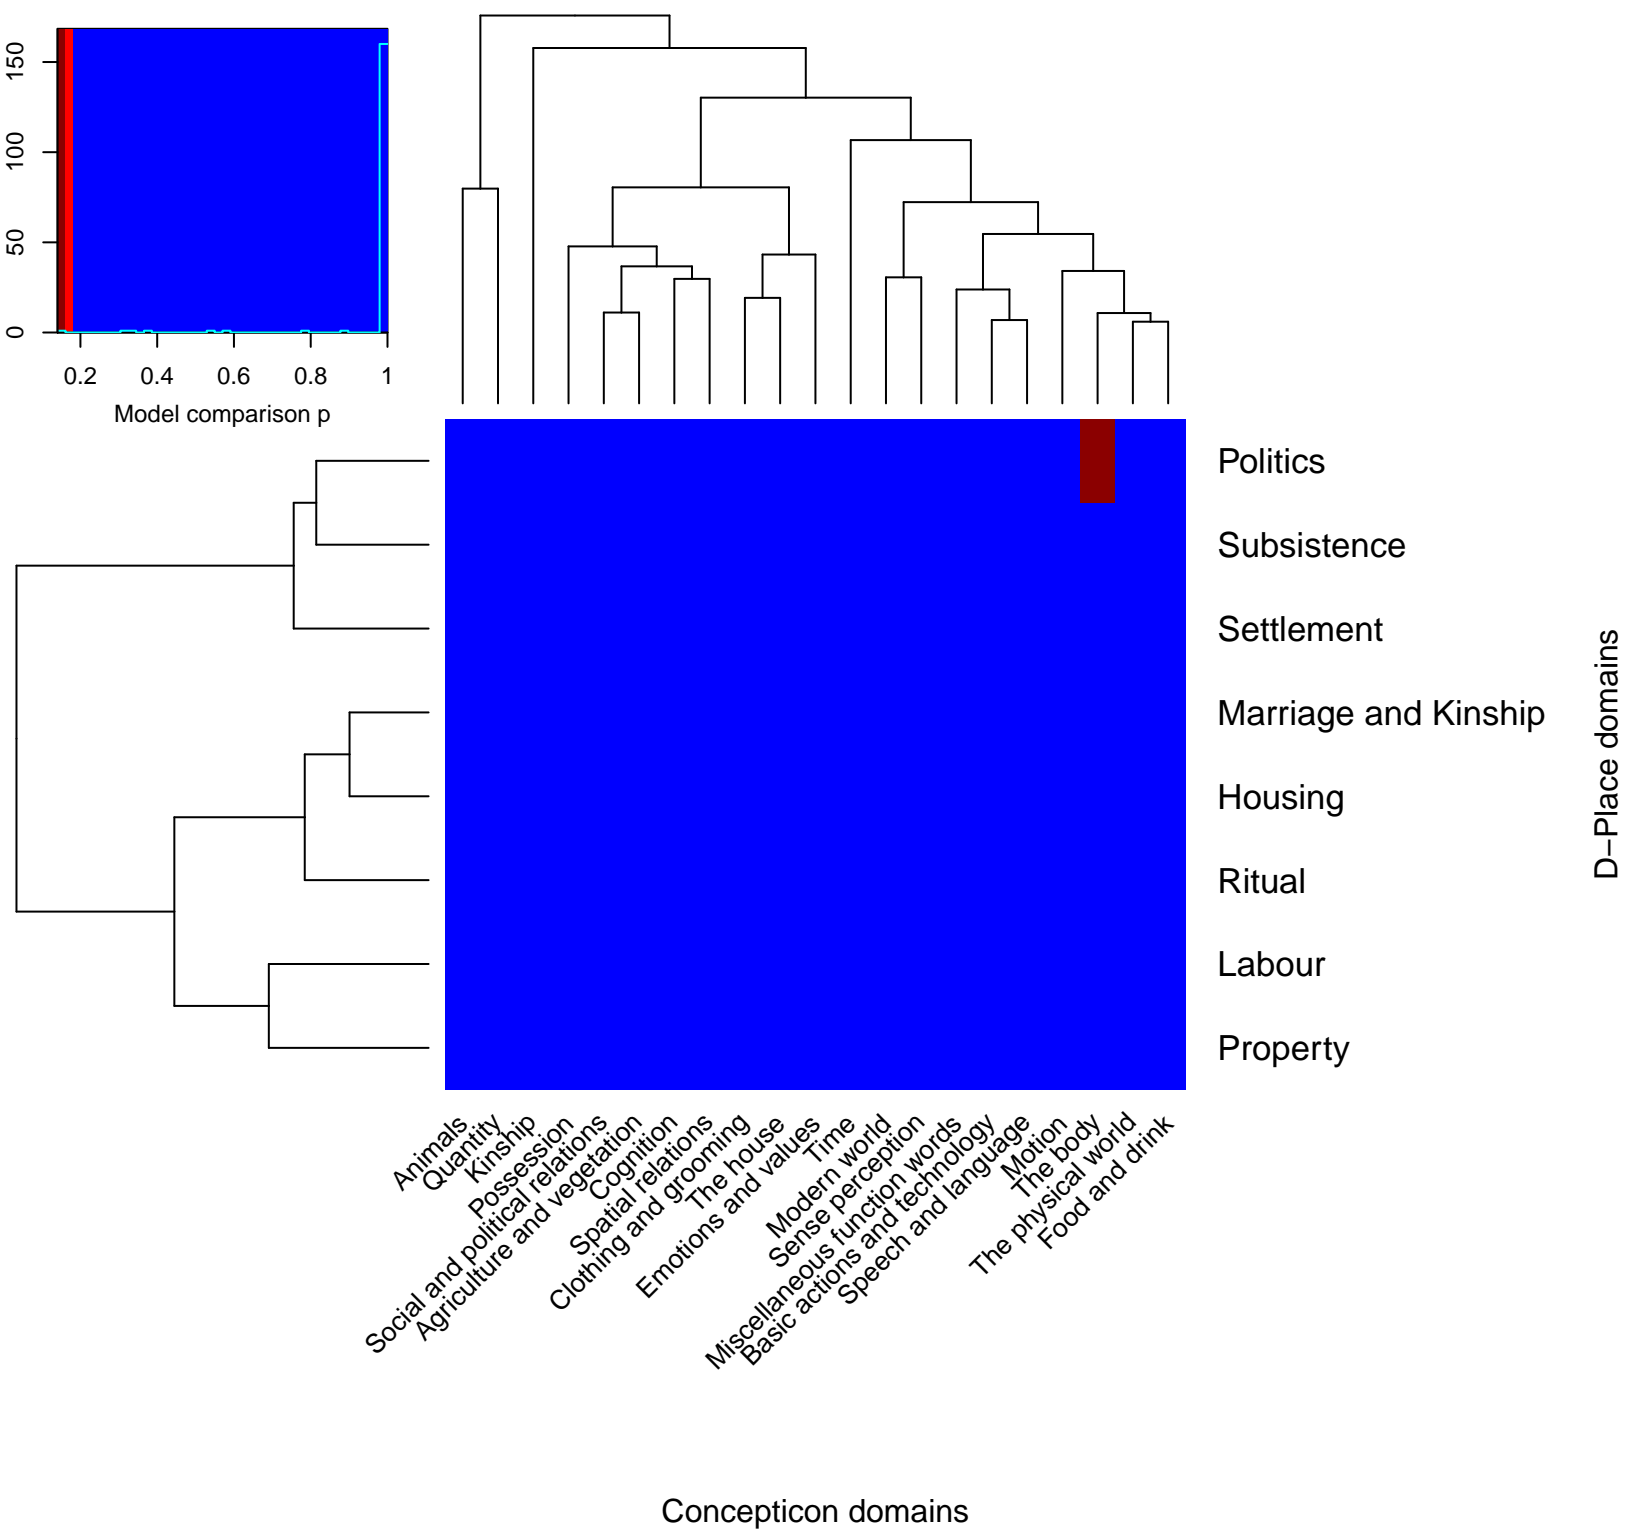 150
100
50
0
0.2 0.4 0.6 0.8 1
Model comparison p
Politics
Subsistence
Settlement
Marriage and Kinship
Housing
Ritual
Labour
Property
D−Place domains
Animals
Quantity
Kinship
Possession
Social and political relations
Agriculture and vegetation
Cognition
Spatial relations
Clothing and grooming
The house
Emotions and values
Time
Modern world
Sense perception
Miscellaneous function words
Basic actions and technology
Speech and language
Motion
The body
The physical world
Food and drink
Concepticon domains